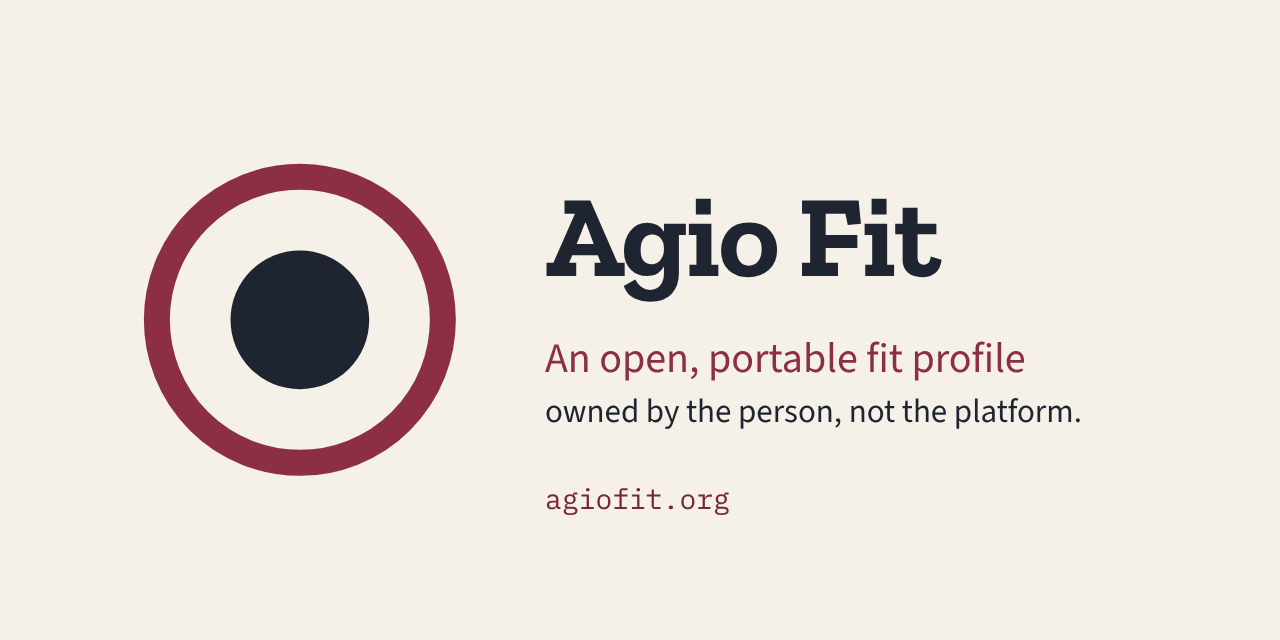 Agio Fit
An open, portable fit profile
owned by the person, not the platform.
agiofit.org